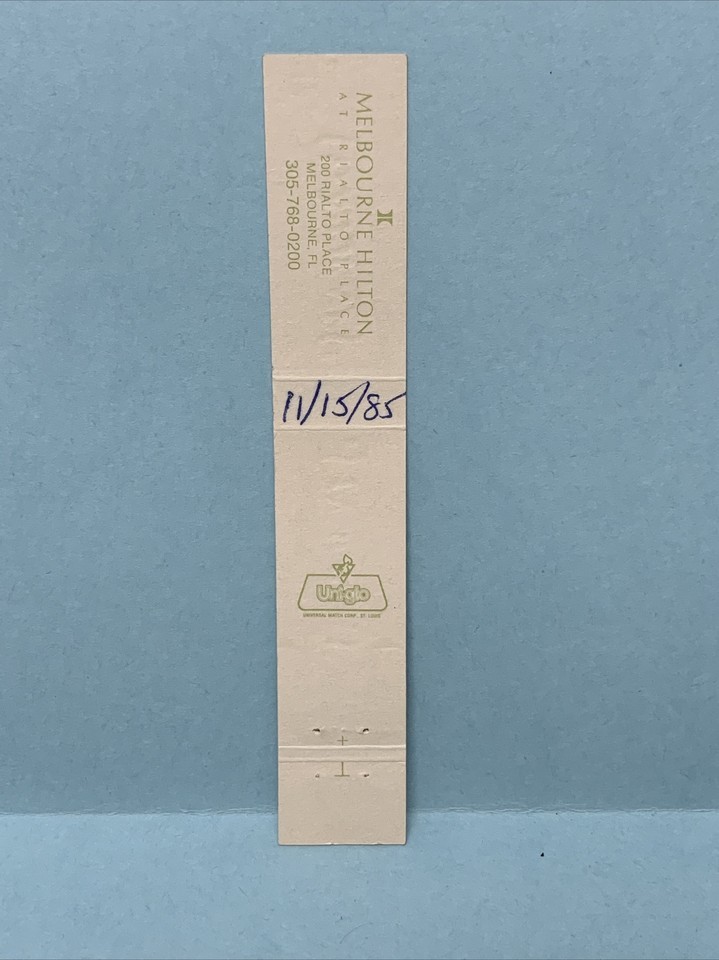 MELBOURNE HILTON
AT RIALTO PLACE
200 RIALTO PLACE
MELBOURNE, FL
305-768-0200
11/15/85
Uniglo
UNIVERSAL MATCH CORP., ST. LOUIS